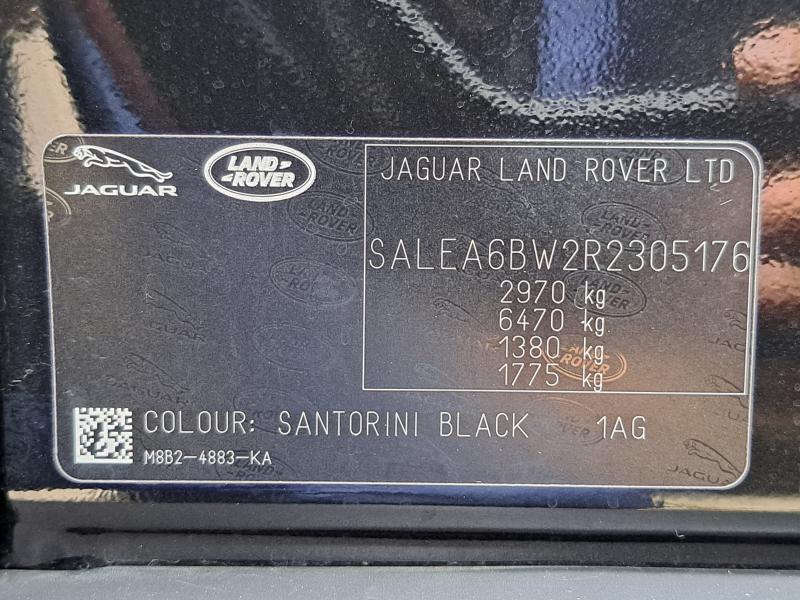 JAGUAR
LAND-
-ROVER
JAGUAR LAND ROVER LTD
SALEA6BW2R2305176
2970 kg
6470 kg
1380 kg
1775 kg
COLOUR: SANTORINI BLACK 1AG
M8B2-4883-KA